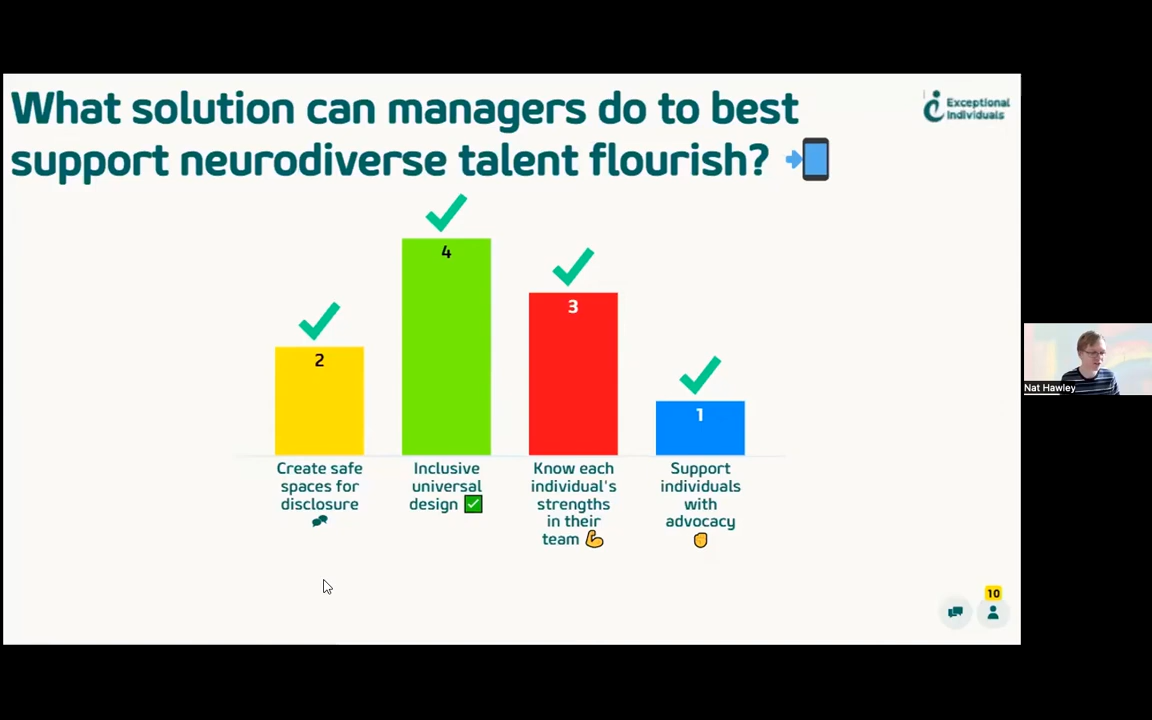 What solution can managers do to best
support neurodiverse talent flourish?
Exceptional
Individuals
4
3
2
1
Create safe
spaces for
disclosure
Inclusive
universal
design
Know each
individual's
strengths
in their
team
Support
individuals
with
advocacy
Nat Hawley
10